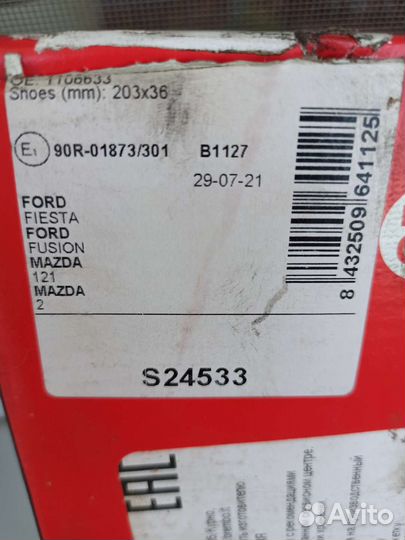 OE: 1106633
Shoes (mm): 203x36
E1 90R-01873/301 B1127
29-07-21
FORD
FIESTA
FORD
FUSION
MAZDA
121
MAZDA
2
S24533
8 432509 641125
EAC
с рекомендациями
Avito